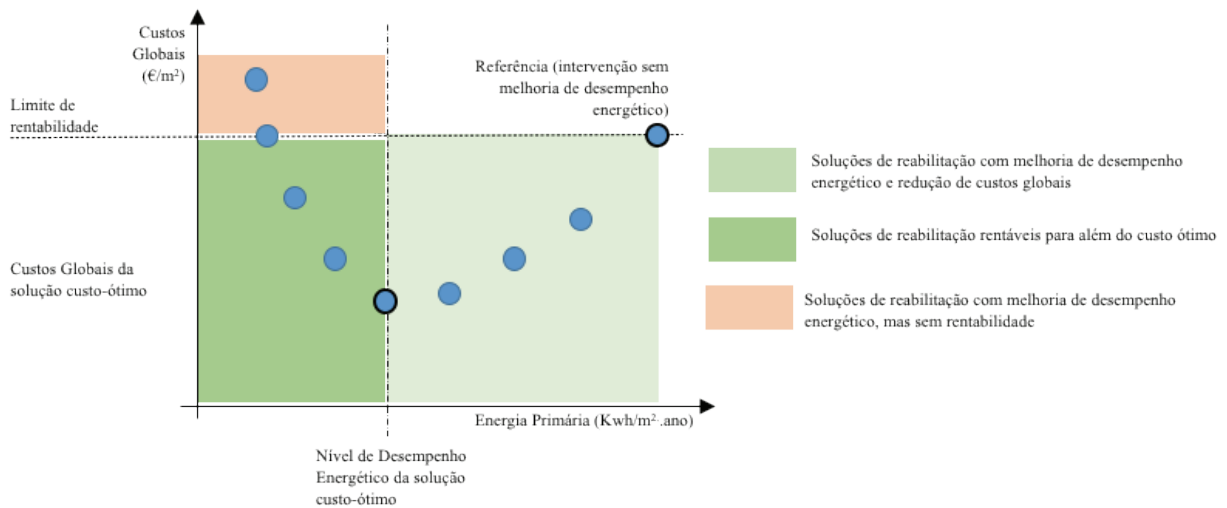 Custos
Globais
(€/m²)
Limite de
rentabilidade
Custos Globais da
solução custo-ótimo
Referência (intervenção sem
melhoria de desempenho
energético)
Energia Primária (Kwh/m².ano)
Nível de Desempenho
Energético da solução
custo-ótimo
Soluções de reabilitação com melhoria de desempenho
energético e redução de custos globais
Soluções de reabilitação rentáveis para além do custo ótimo
Soluções de reabilitação com melhoria de desempenho
energético, mas sem rentabilidade